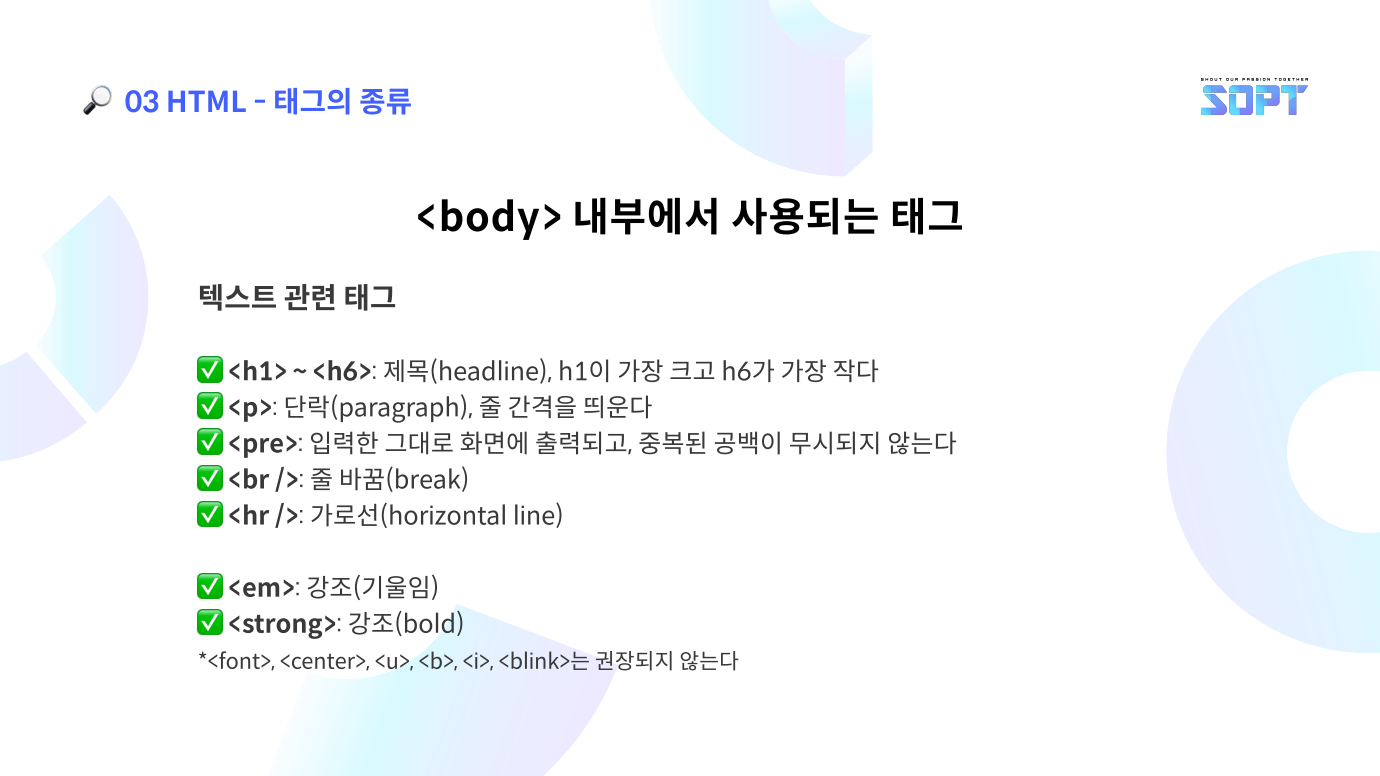 03 HTML - 태그의 종류
SHOUT OUR PASSION TOGETHER
SOPT
<body> 내부에서 사용되는 태그
텍스트 관련 태그
✅ <h1> ~ <h6>: 제목(headline), h1이 가장 크고 h6가 가장 작다
✅ <p>: 단락(paragraph), 줄 간격을 띄운다
✅ <pre>: 입력한 그대로 화면에 출력되고, 중복된 공백이 무시되지 않는다
✅ <br />: 줄 바꿈(break)
✅ <hr />: 가로선(horizontal line)
✅ <em>: 강조(기울임)
✅ <strong>: 강조(bold)
*<font>, <center>, <u>, <b>, <i>, <blink>는 권장되지 않는다